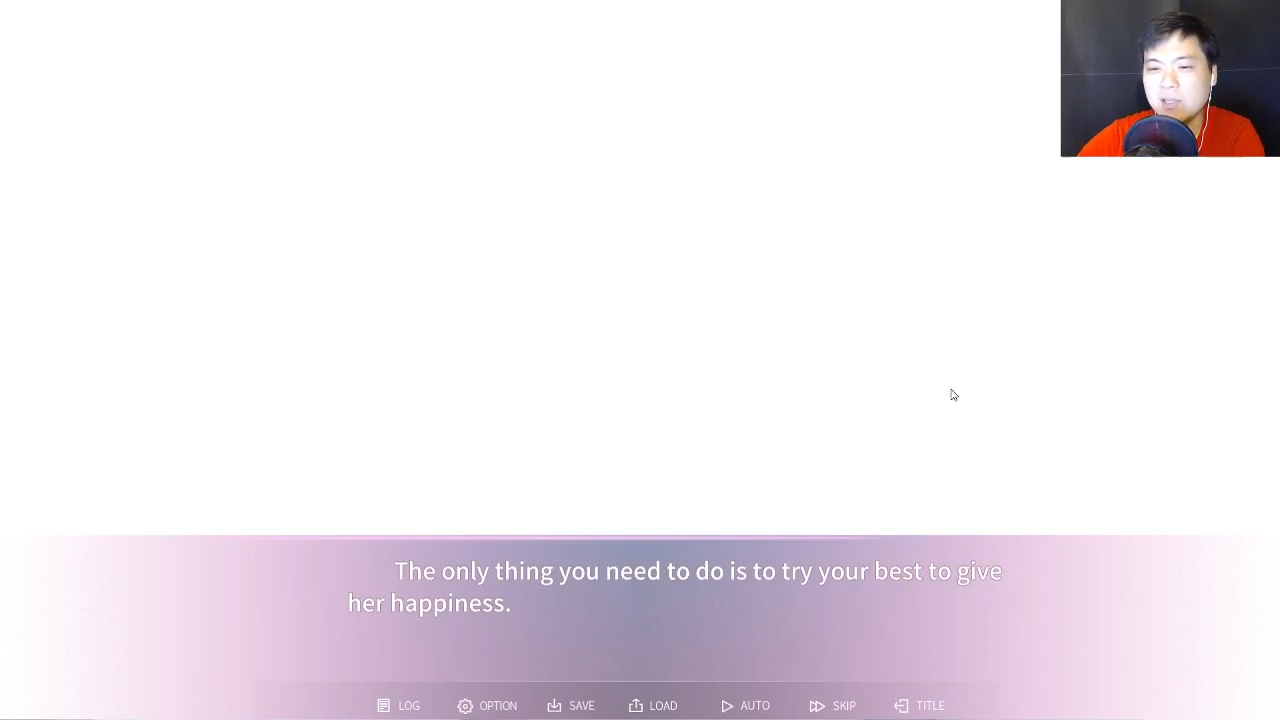 The only thing you need to do is to try your best to give
her happiness.
LOG OPTION SAVE LOAD AUTO SKIP TITLE